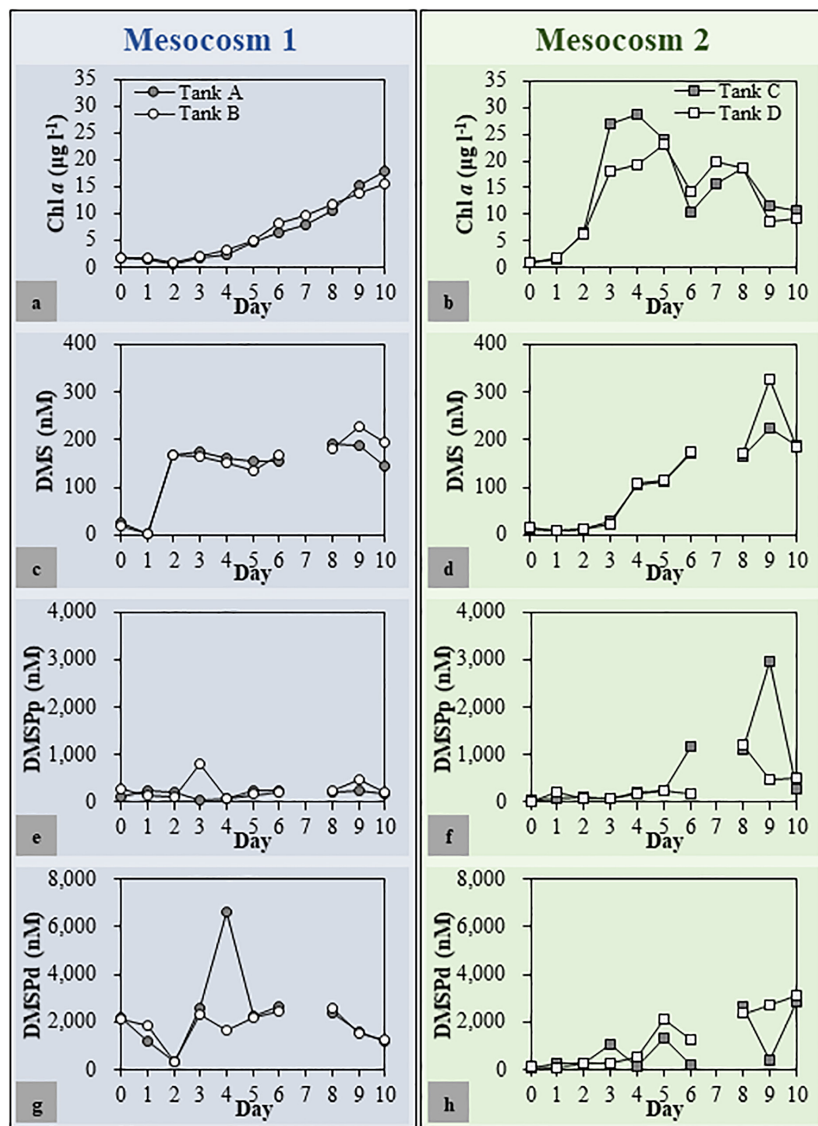 Mesocosm 1
Mesocosm 2
35
30
25
20
15
10
5
0
Chl a (µg l-1)
Tank A
Tank B
0 1 2 3 4 5 6 7 8 9 10
a
Day
35
30
25
20
15
10
5
0
Chl a (µg l-1)
Tank C
Tank D
0 1 2 3 4 5 6 7 8 9 10
b
Day
400
300
200
100
0
DMS (nM)
0 1 2 3 4 5 6 7 8 9 10
c
Day
400
300
200
100
0
DMS (nM)
0 1 2 3 4 5 6 7 8 9 10
d
Day
4,000
3,000
2,000
1,000
0
DMSPp (nM)
0 1 2 3 4 5 6 7 8 9 10
e
Day
4,000
3,000
2,000
1,000
0
DMSPp (nM)
0 1 2 3 4 5 6 7 8 9 10
f
Day
8,000
6,000
4,000
2,000
0
DMSPd (nM)
0 1 2 3 4 5 6 7 8 9 10
g
Day
8,000
6,000
4,000
2,000
0
DMSPd (nM)
0 1 2 3 4 5 6 7 8 9 10
h
Day